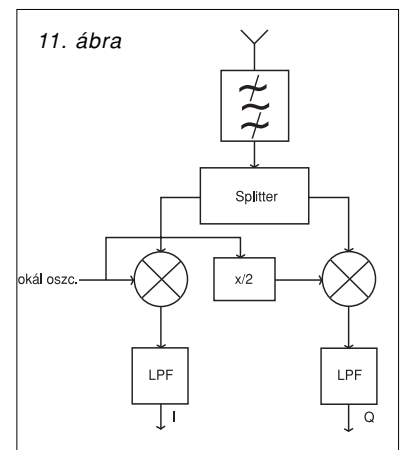 11. ábra
Splitter
okál oszc.
x/2
LPF
LPF
I
Q